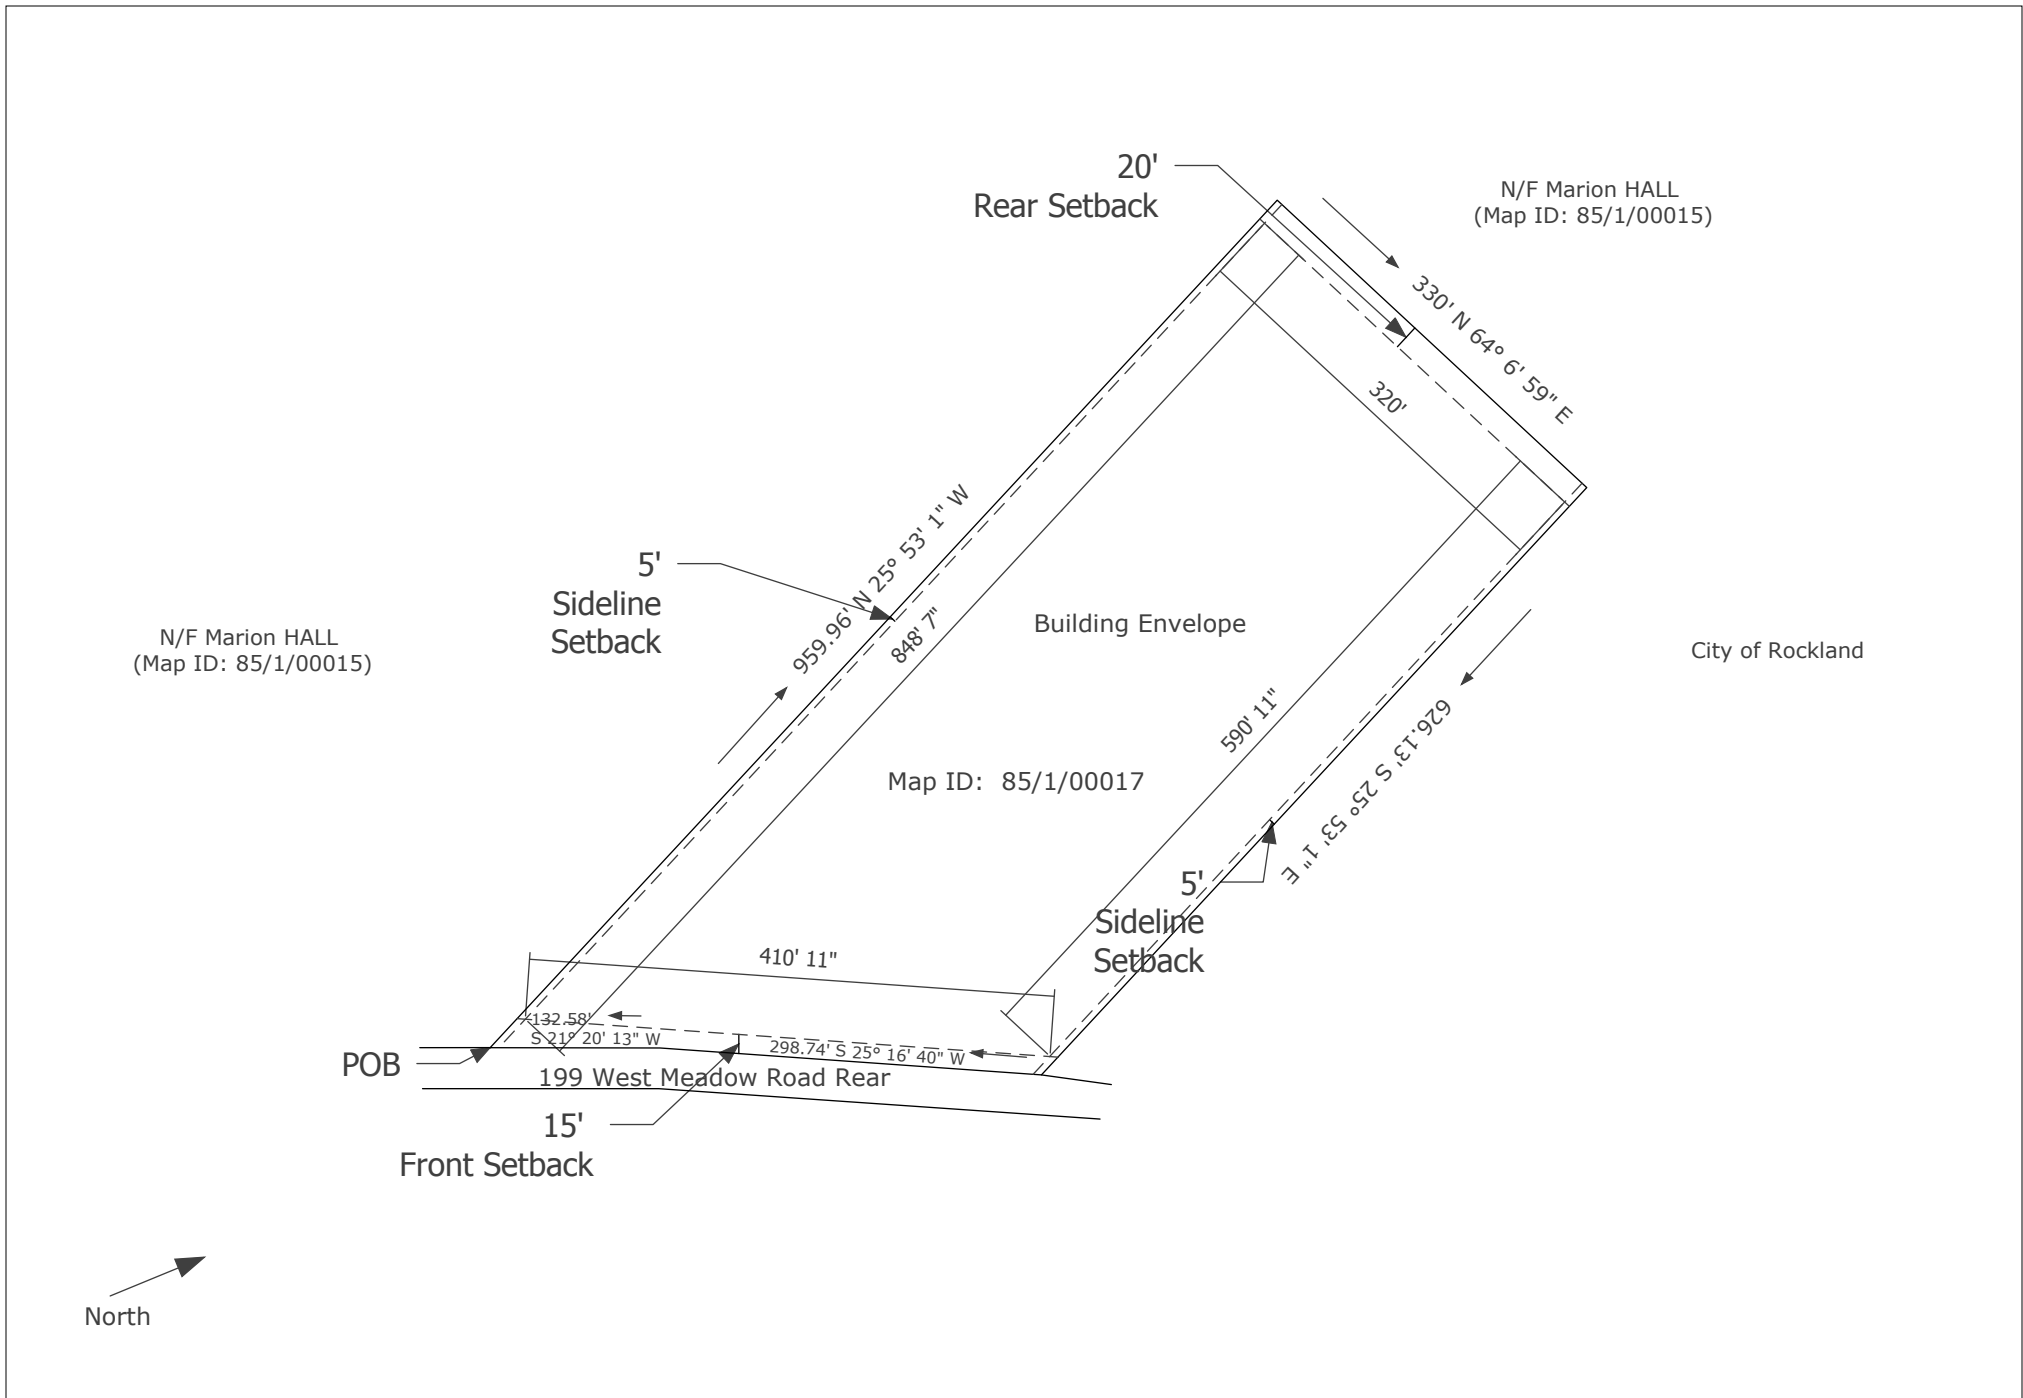 20'
Rear Setback
N/F Marion HALL
(Map ID: 85/1/00015)
330' N 64° 6' 59" E
320'
959.96' N 25° 53' 1" W
5'
Sideline
Setback
848' 7"
Building Envelope
N/F Marion HALL
(Map ID: 85/1/00015)
City of Rockland
590' 11"
626.13' S 25° 53' 1" E
Map ID: 85/1/00017
5'
Sideline
Setback
410' 11"
132.58'
S 21° 20' 13" W
298.74' S 25° 16' 40" W
POB
199 West Meadow Road Rear
15'
Front Setback
North